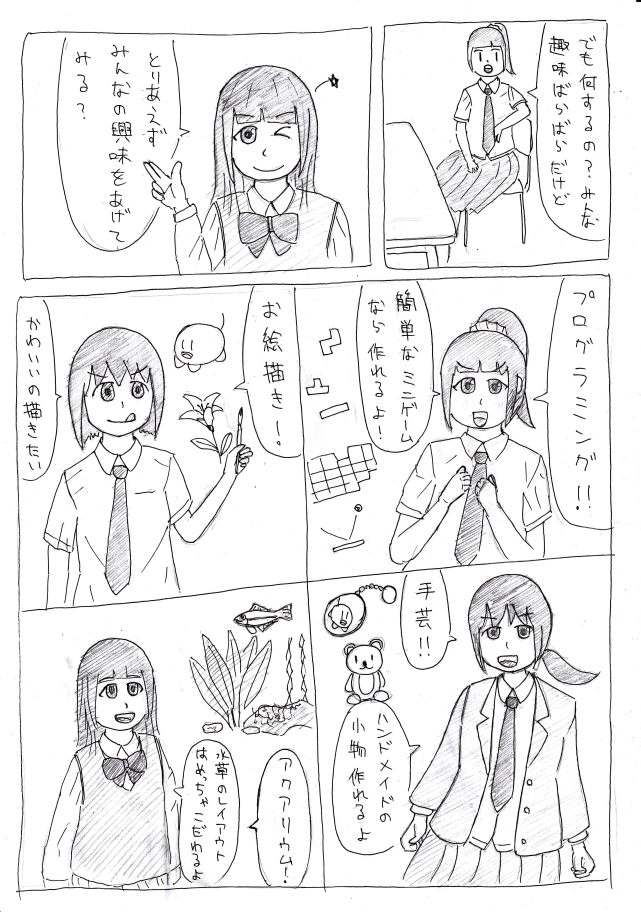 でも何するの？みんな
趣味ばらばらだけど
とりあえず
みんなの興味をあげて
みる？
プログラミング！！
簡単なミニゲーム
なら作れるよ！
お絵描きー。
かわいいの描きたい
手芸！！
ハンドメイドの
小物作れるよ
アクアリウム！
水草のレイアウト
はめっちゃこだわるよ